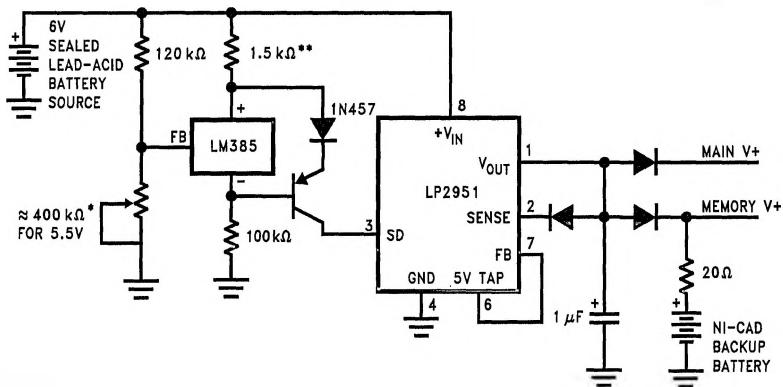 6V
SEALED
LEAD-ACID
BATTERY
SOURCE
120 kΩ
1.5 kΩ**
1N457
FB
LM385
+
−
≈ 400 kΩ*
FOR 5.5V
100kΩ
3
SD
8
+VIN
VOUT
1
LP2951
SENSE
2
FB
7
GND
5V TAP
4
6
MAIN V+
MEMORY V+
20Ω
+
1 μF
+
NI-CAD
BACKUP
BATTERY
+